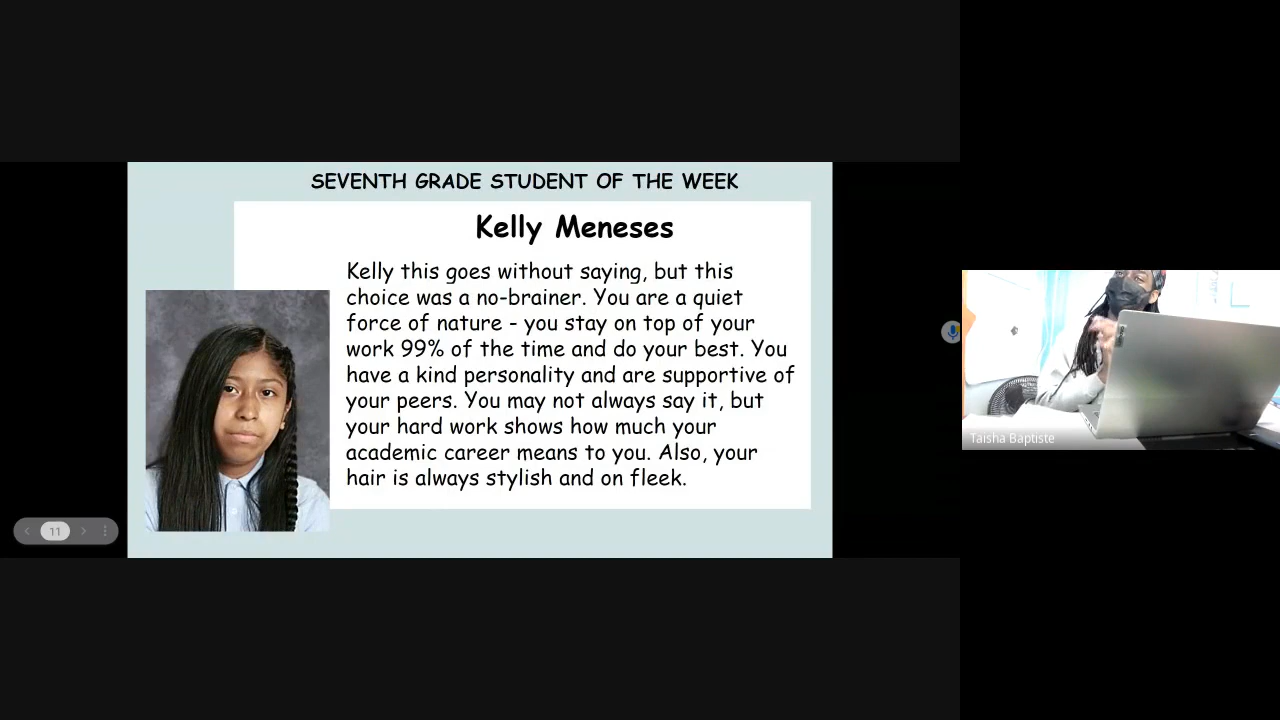 SEVENTH GRADE STUDENT OF THE WEEK
Kelly Meneses
Kelly this goes without saying, but this
choice was a no-brainer. You are a quiet
force of nature - you stay on top of your
work 99% of the time and do your best. You
have a kind personality and are supportive of
your peers. You may not always say it, but
your hard work shows how much your
academic career means to you. Also, your
hair is always stylish and on fleek.
11
Taisha Baptiste